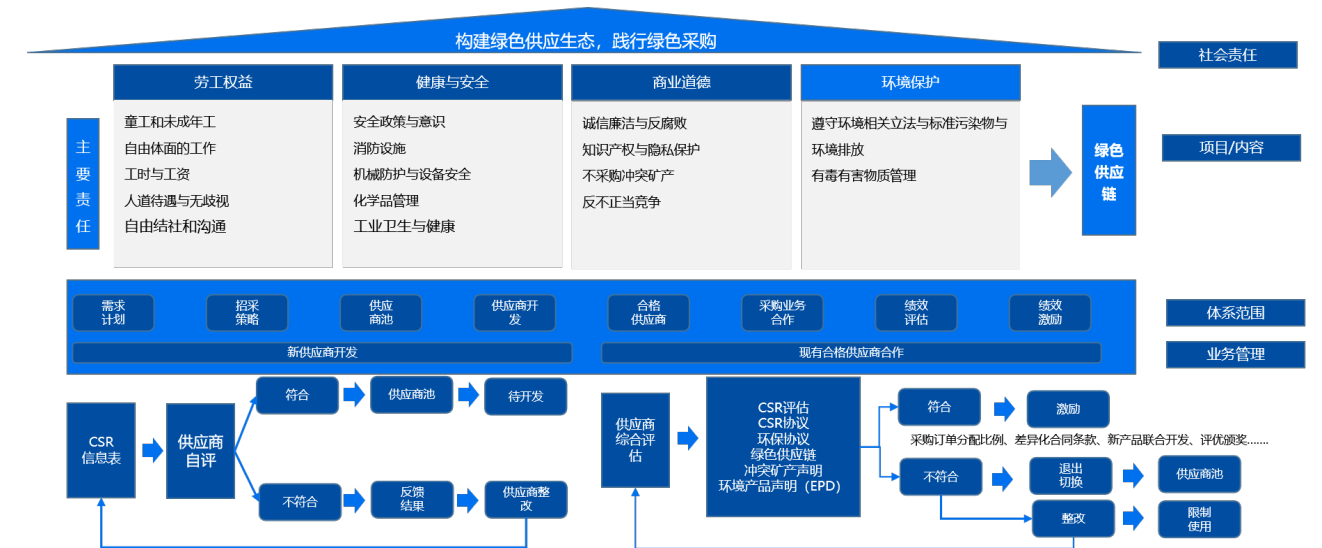 构建绿色供应生态，践行绿色采购
社会责任
劳工权益
健康与安全
商业道德
环境保护
主
要
责
任
童工和未成年工
自由体面的工作
工时与工资
人道待遇与无歧视
自由结社和沟通
安全政策与意识
消防设施
机械防护与设备安全
化学品管理
工业卫生与健康
诚信廉洁与反腐败
知识产权与隐私保护
不采购冲突矿产
反不正当竞争
遵守环境相关立法与标准污染物与
环境排放
有毒有害物质管理
绿色
供应
链
项目/内容
需求
计划
招采
策略
供应
商池
供应商开
发
合格
供应商
采购业务
合作
绩效
评估
绩效
激励
体系范围
新供应商开发
现有合格供应商合作
业务管理
CSR
信息表
供应商
自评
符合
供应商池
待开发
不符合
反馈
结果
供应商整
改
供应商
综合评
估
CSR评估
CSR协议
环保协议
绿色供应链
冲突矿产声明
环境产品声明（EPD）
符合
激励
采购订单分配比例、差异化合同条款、新产品联合开发、评优颁奖.......
不符合
退出
切换
供应商池
整改
限制
使用